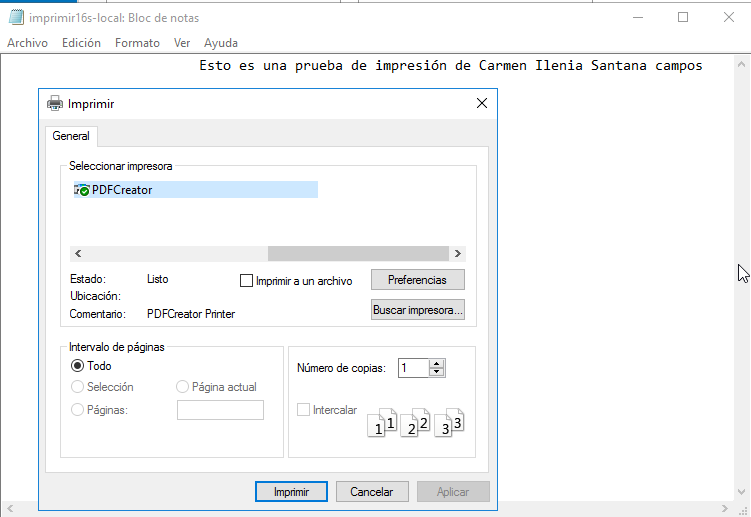 imprimir16s-local: Bloc de notas
Archivo Edición Formato Ver Ayuda
Esto es una prueba de impresión de Carmen Ilenia Santana campos
Imprimir
General
Seleccionar impresora
PDFCreator
Estado: Listo
Imprimir a un archivo
Preferencias
Ubicación:
Comentario: PDFCreator Printer
Buscar impresora...
Intervalo de páginas
Todo
Selección Página actual
Páginas:
Número de copias: 1
Intercalar
1 1 2 2 3 3
Imprimir Cancelar Aplicar